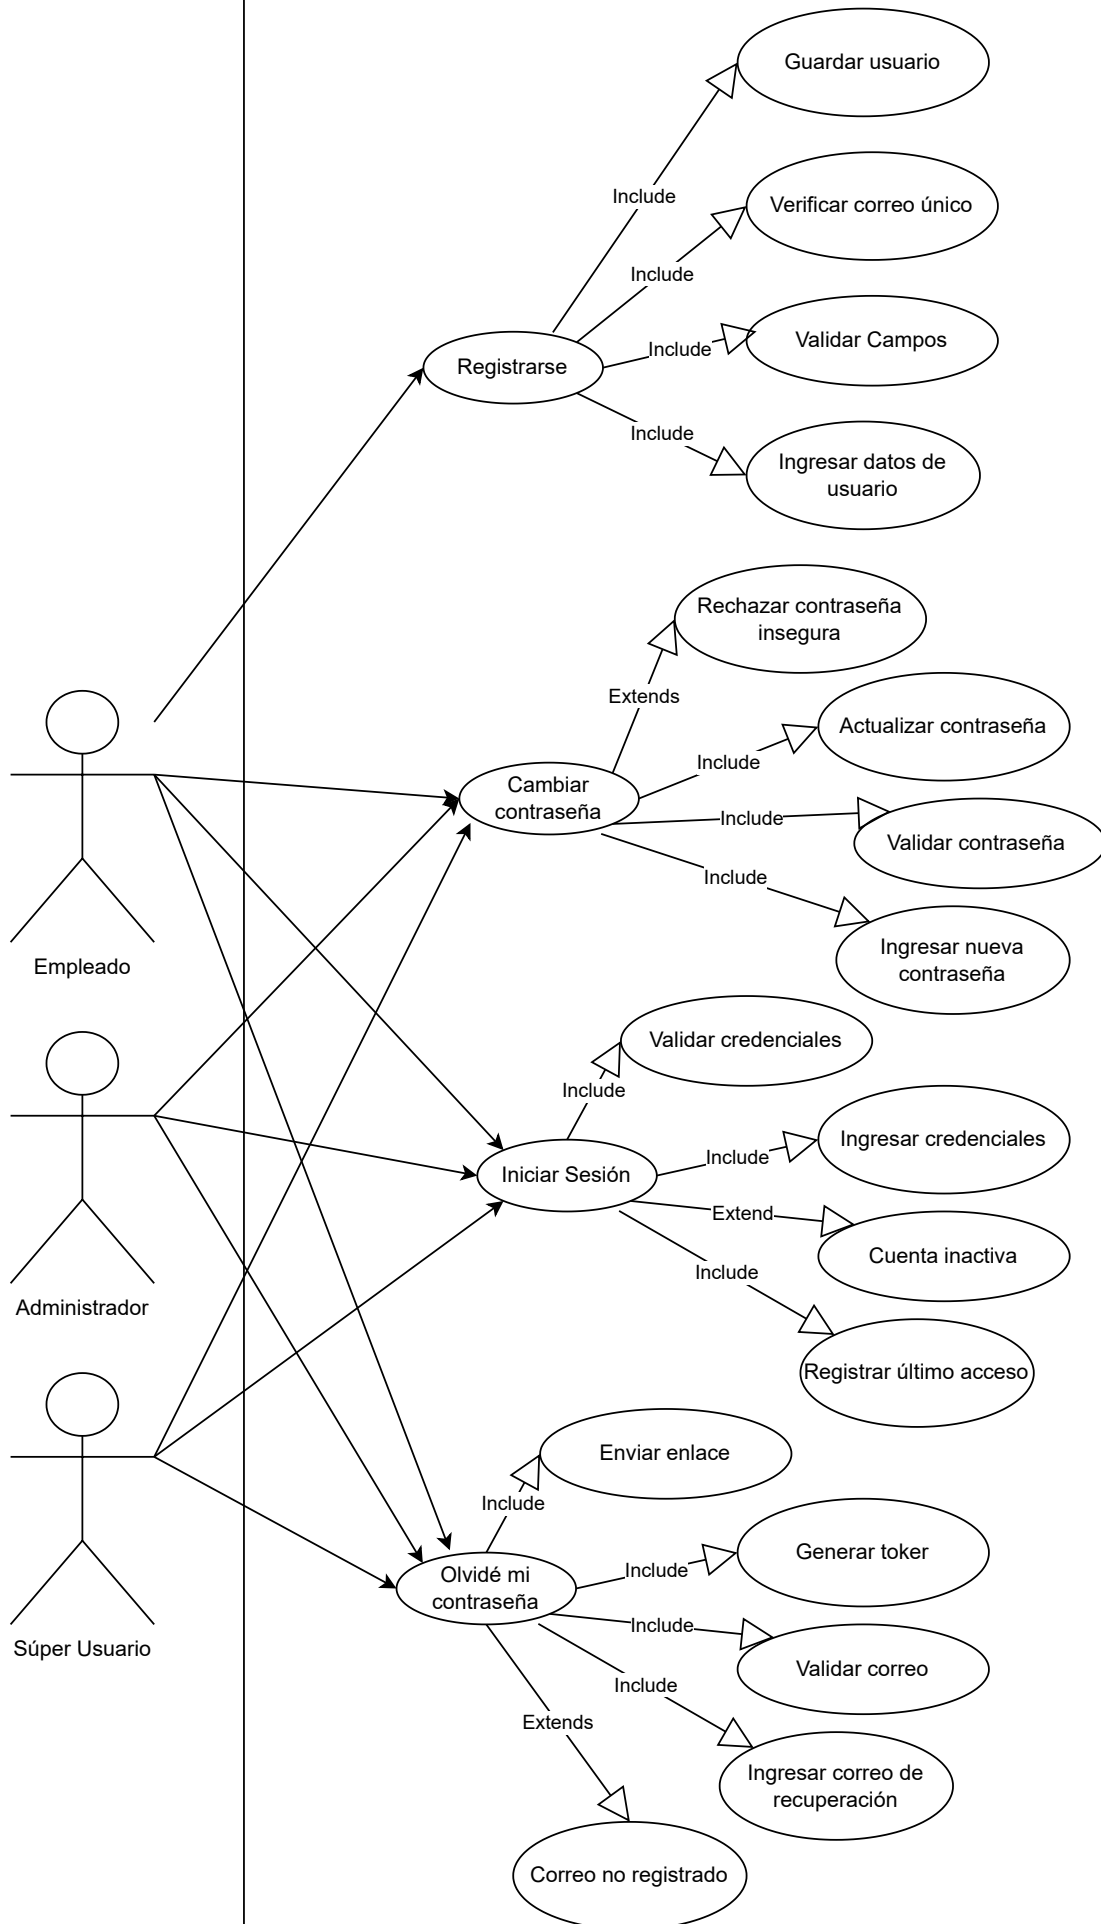 Guardar usuario
Include
Verificar correo único
Include
Validar Campos
Include
Registrarse
Include
Ingresar datos de
usuario
Rechazar contraseña
insegura
Extends
Actualizar contraseña
Include
Cambiar
contraseña
Include
Validar contraseña
Include
Ingresar nueva
contraseña
Empleado
Validar credenciales
Include
Ingresar credenciales
Include
Iniciar Sesión
Extend
Cuenta inactiva
Include
Registrar último acceso
Administrador
Enviar enlace
Include
Generar toker
Include
Olvidé mi
contraseña
Include
Validar correo
Include
Ingresar correo de
recuperación
Extends
Correo no registrado
Súper Usuario